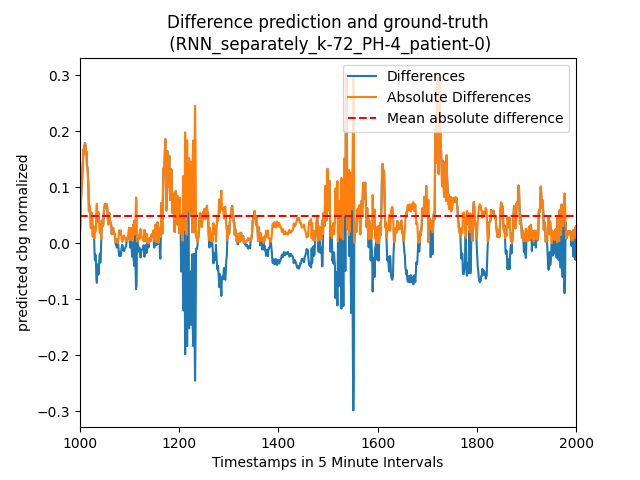 Difference prediction and ground-truth
(RNN_separately_k-72_PH-4_patient-0)
Differences
Absolute Differences
Mean absolute difference
predicted cbg normalized
0.3
0.2
0.1
0.0
−0.1
−0.2
−0.3
1000 1200 1400 1600 1800 2000
Timestamps in 5 Minute Intervals